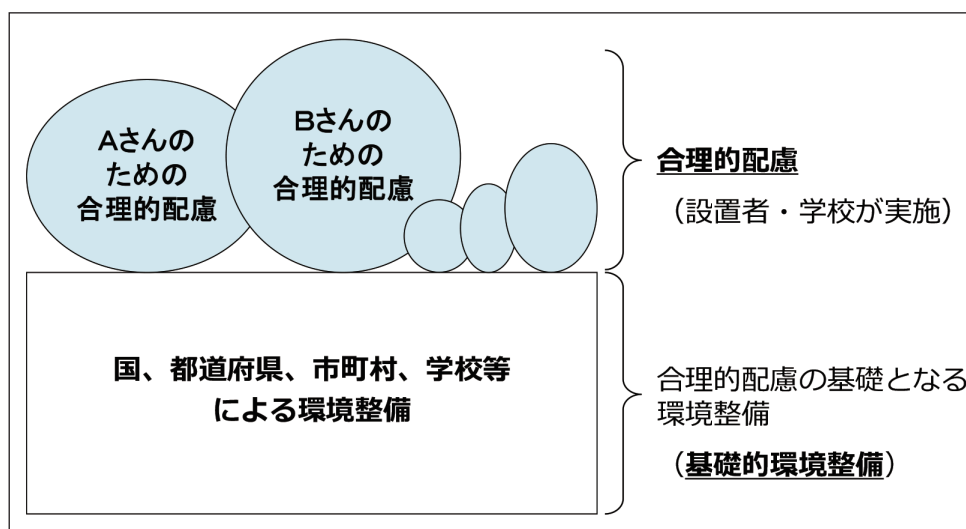 Aさんの
ための
合理的配慮
Bさんの
ための
合理的配慮
合理的配慮
（設置者・学校が実施）
国、都道府県、市町村、学校等
による環境整備
合理的配慮の基礎となる
環境整備
（基礎的環境整備）